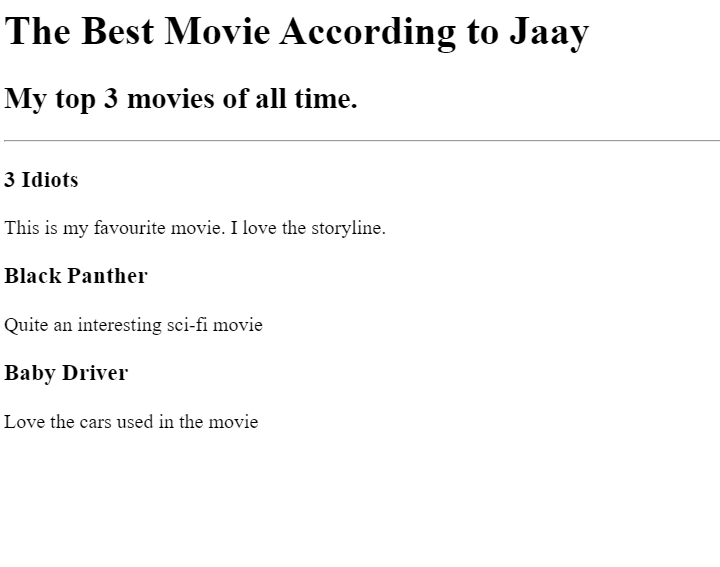 The Best Movie According to Jaay
My top 3 movies of all time.
3 Idiots
This is my favourite movie. I love the storyline.
Black Panther
Quite an interesting sci-fi movie
Baby Driver
Love the cars used in the movie